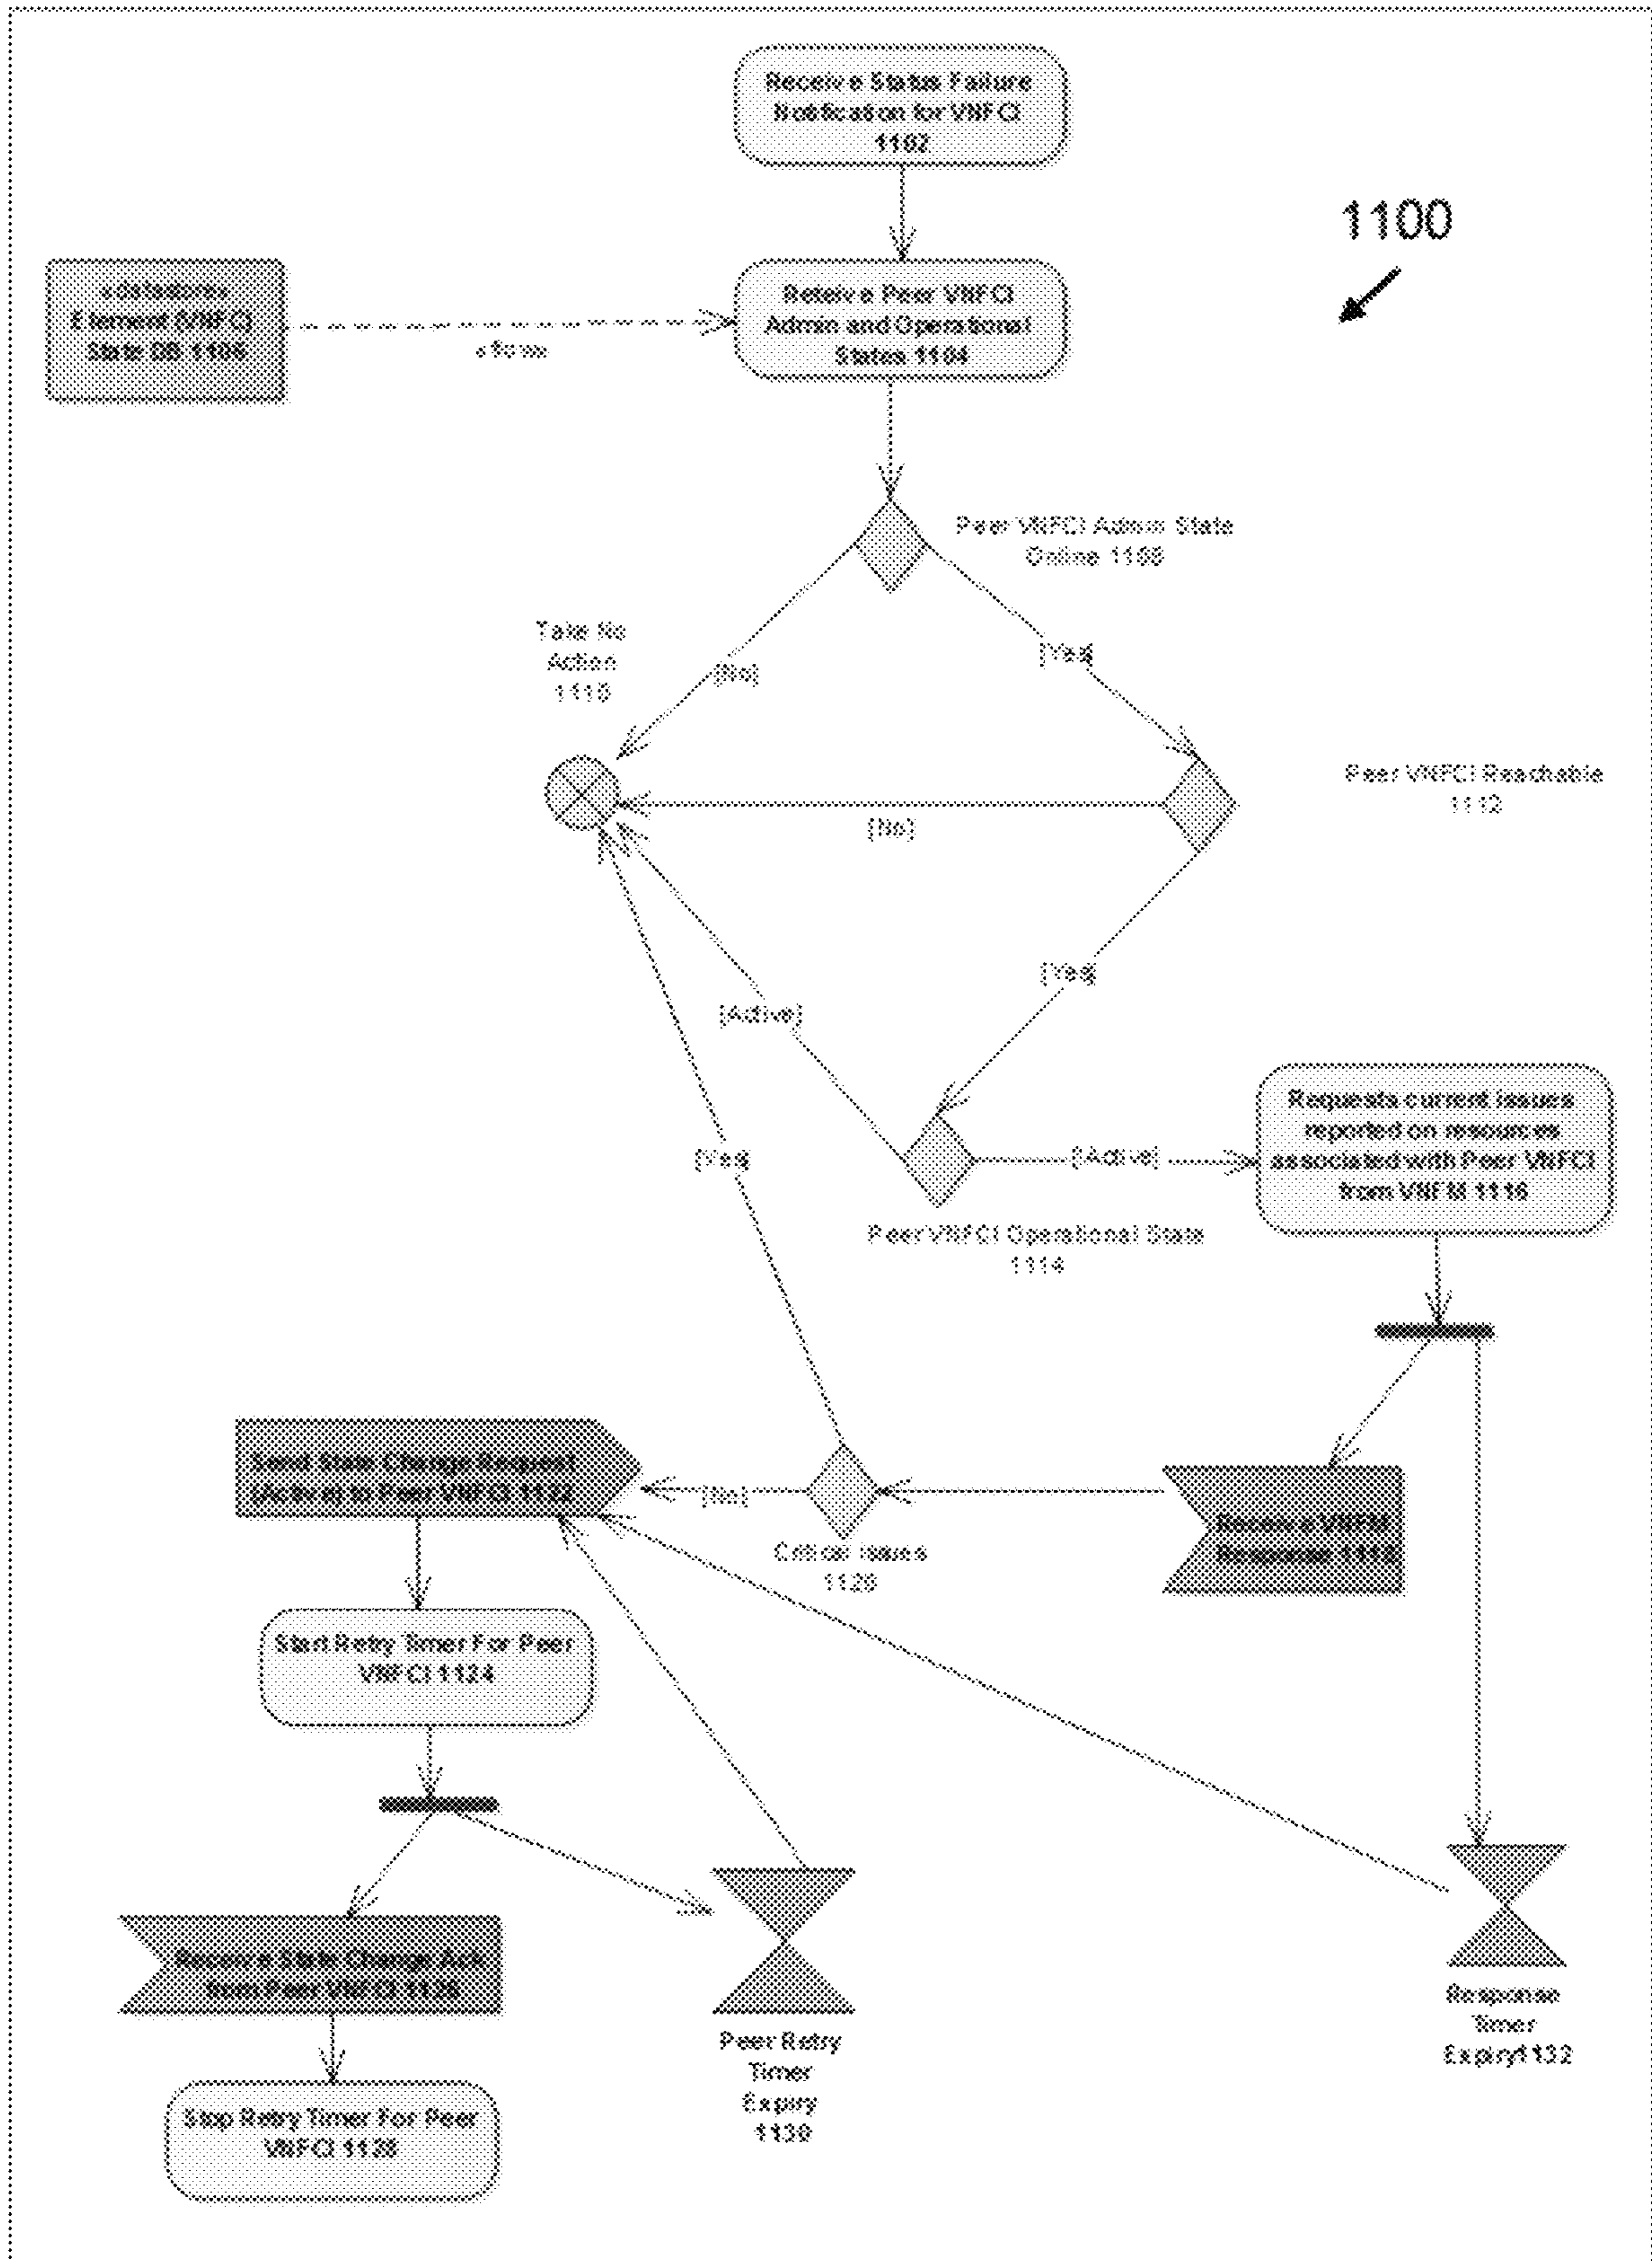 Receive Status Failure
Notification for VNFCI
1102
1100
«datastore»
Element (VNFC)
State DB 1106
«flow»
Reteive Peer VNFCI
Admin and Operational
States 1104
Peer VNFCI Admin State
Online 1108
Take No
Action
1110
[No]
[Yes]
Peer VNFCI Reachable
1112
[No]
[Yes]
[Active]
[Yes]
[Active]
Requests current issues
reported on resources
associated with Peer VNFCI
from VNFM 1116
Peer VNFCI Operational State
1114
Send State Change Request
(Active) to Peer VNFCI 1122
[No]
Critical Issues
1120
Receive VNFM
Response 1118
Start Retry Timer For Peer
VNFCI 1124
Receive State Change Ack
from Peer VNFCI 1126
Peer Retry
Timer
Expiry
1130
Response
Timer
Expiry1132
Stop Retry Timer For Peer
VNFCI 1128